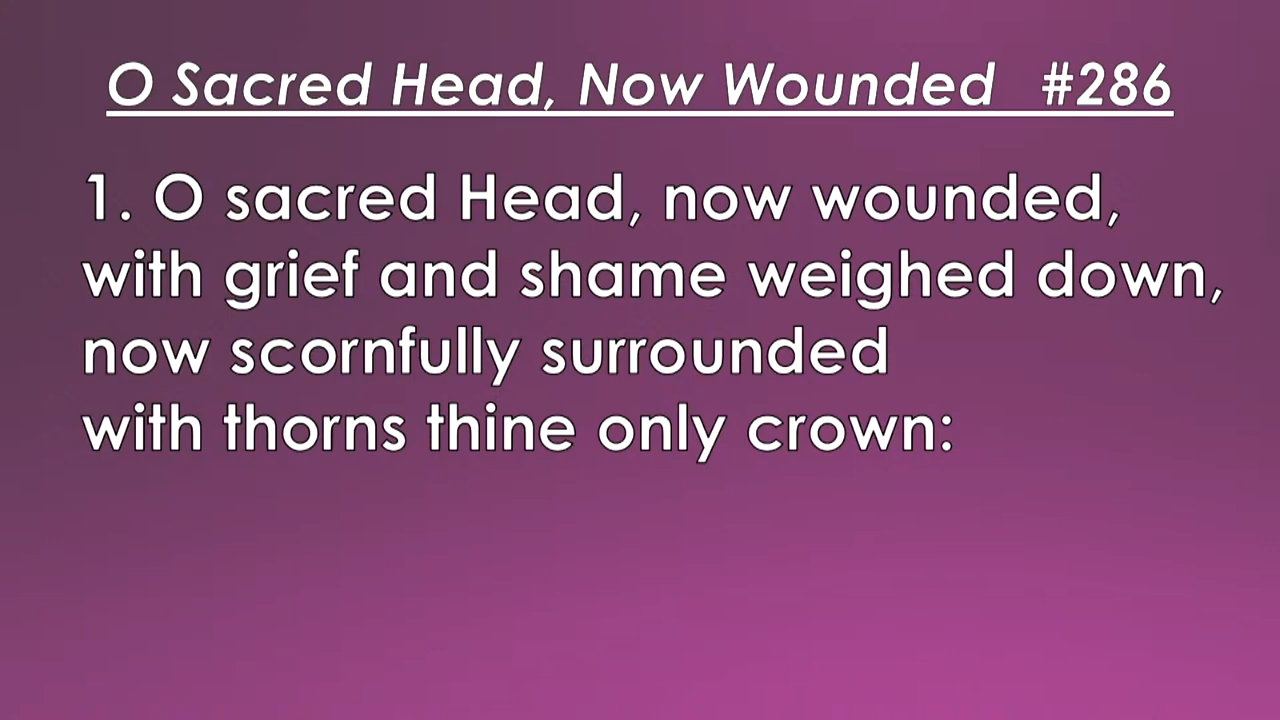 O Sacred Head, Now Wounded #286
1. O sacred Head, now wounded,
with grief and shame weighed down,
now scornfully surrounded
with thorns thine only crown: